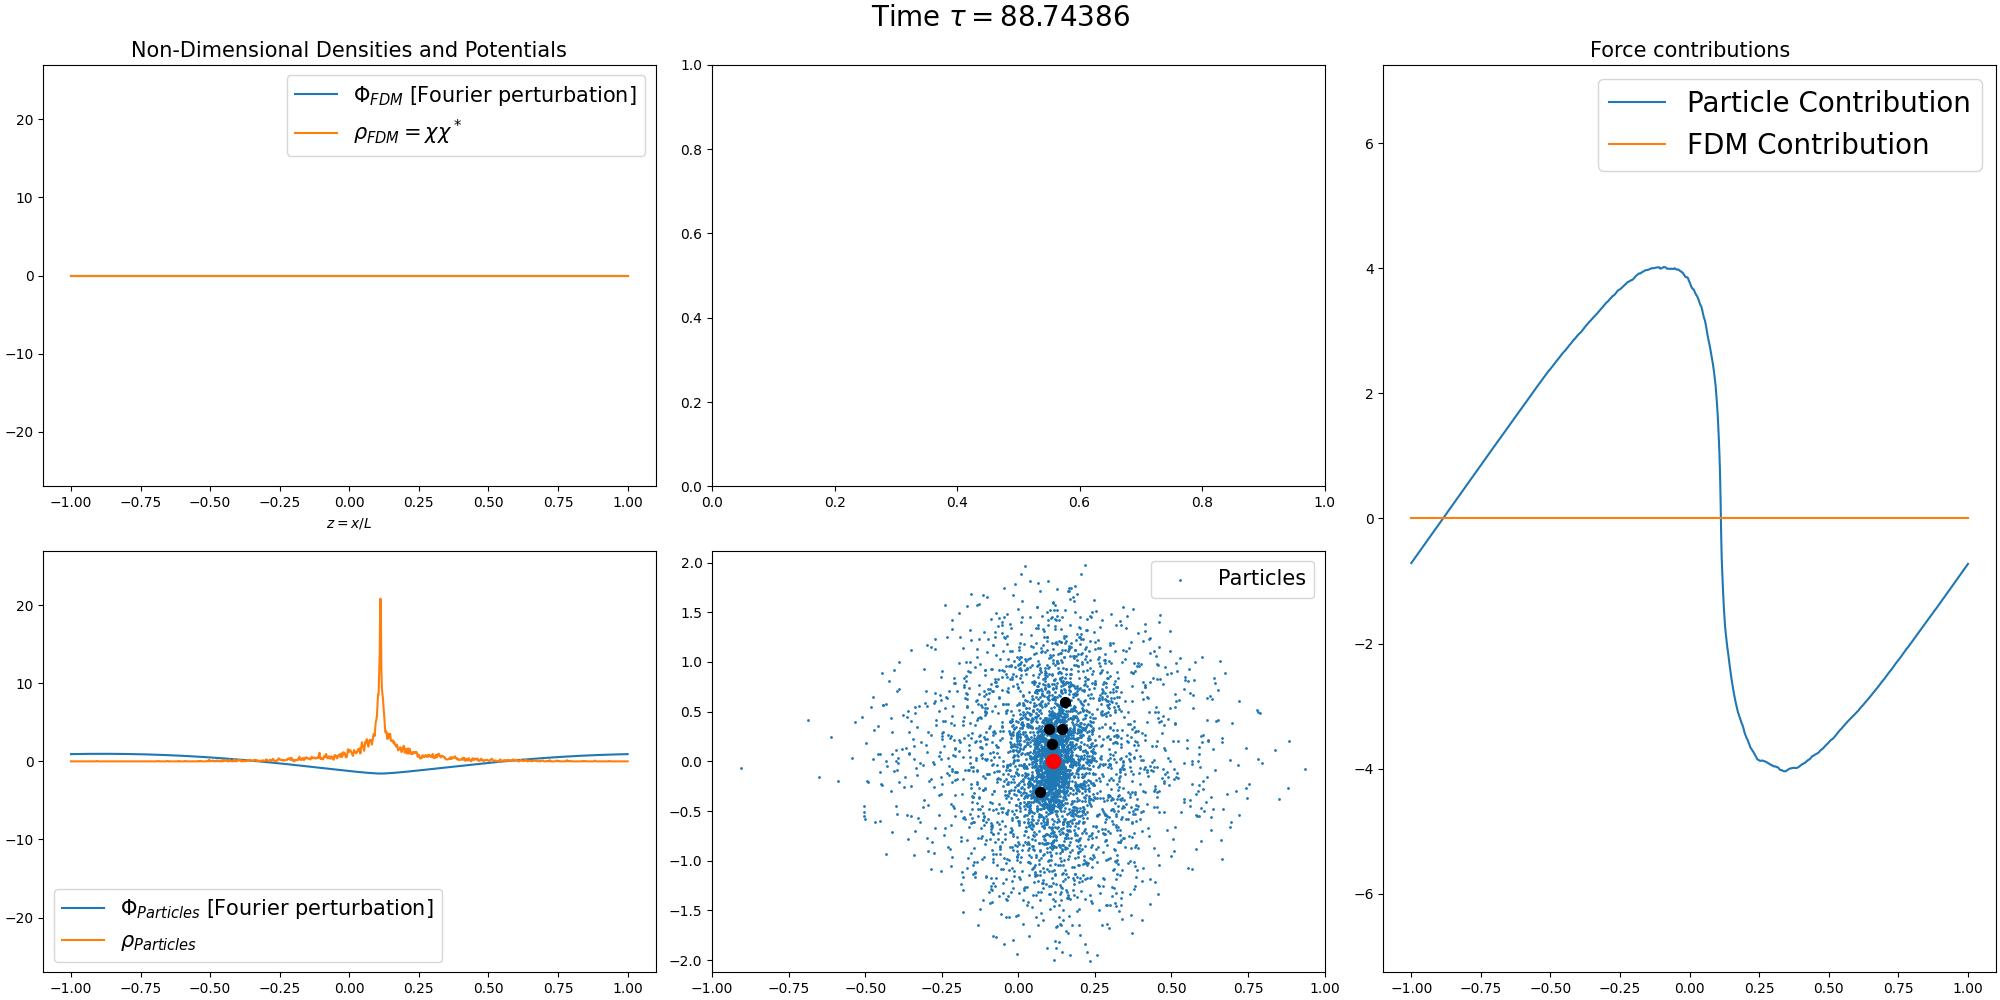 Time τ = 88.74386
Non-Dimensional Densities and Potentials
Φ_FDM [Fourier perturbation]
ρ_FDM = χχ*
20
10
0
−10
−20
−1.00 −0.75 −0.50 −0.25 0.00 0.25 0.50 0.75 1.00
z = x/L
1.0
0.8
0.6
0.4
0.2
0.0
0.0 0.2 0.4 0.6 0.8 1.0
Force contributions
Particle Contribution
FDM Contribution
6
4
2
0
−2
−4
−6
−1.00 −0.75 −0.50 −0.25 0.00 0.25 0.50 0.75 1.00
20
10
0
−10
−20
Φ_Particles [Fourier perturbation]
ρ_Particles
−1.00 −0.75 −0.50 −0.25 0.00 0.25 0.50 0.75 1.00
Particles
2.0
1.5
1.0
0.5
0.0
−0.5
−1.0
−1.5
−2.0
−1.00 −0.75 −0.50 −0.25 0.00 0.25 0.50 0.75 1.00